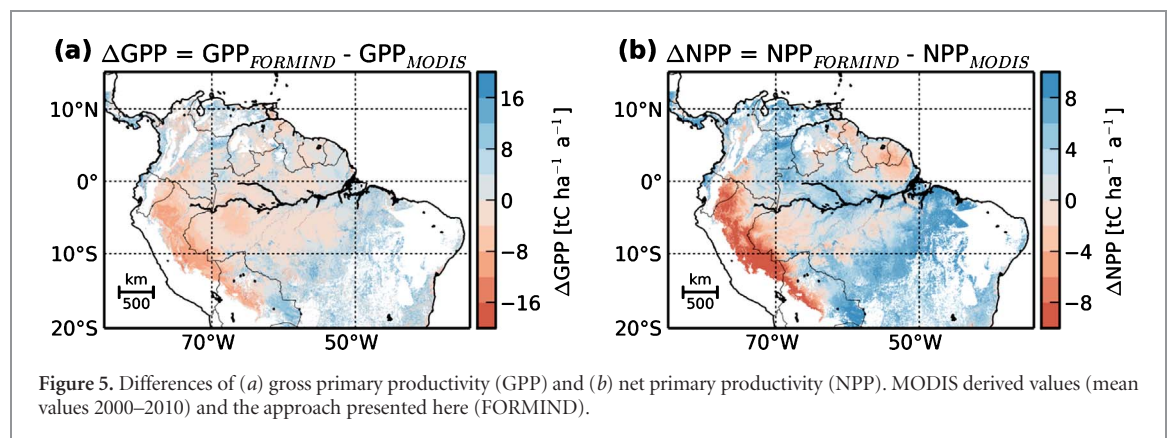 (a) ΔGPP = GPP_FORMIND - GPP_MODIS
10°N
0°
10°S
20°S
km
500
70°W 50°W
16
8
0
−8
−16
ΔGPP [tC ha⁻¹ a⁻¹]
(b) ΔNPP = NPP_FORMIND - NPP_MODIS
10°N
0°
10°S
20°S
km
500
70°W 50°W
8
4
0
−4
−8
ΔNPP [tC ha⁻¹ a⁻¹]
Figure 5. Differences of (a) gross primary productivity (GPP) and (b) net primary productivity (NPP). MODIS derived values (mean
values 2000–2010) and the approach presented here (FORMIND).